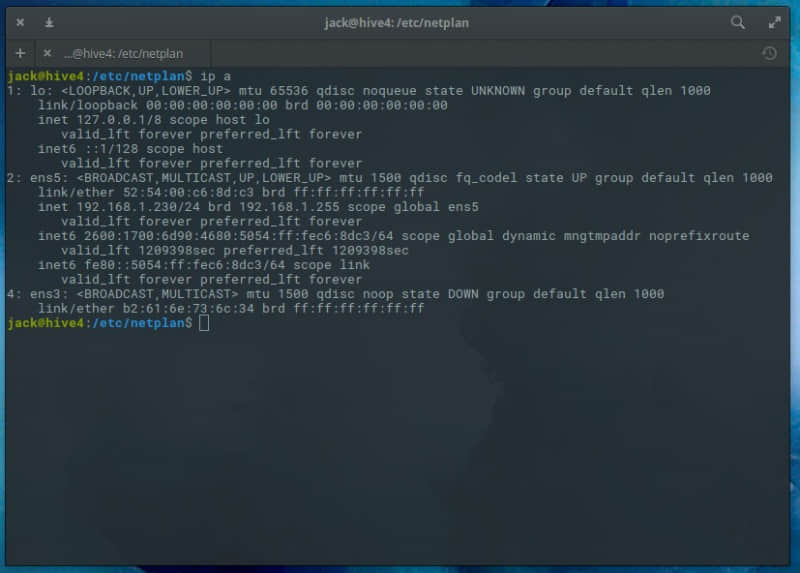 jack@hive4: /etc/netplan
...@hive4: /etc/netplan
jack@hive4:/etc/netplan$ ip a
1: lo: <LOOPBACK,UP,LOWER_UP> mtu 65536 qdisc noqueue state UNKNOWN group default qlen 1000
    link/loopback 00:00:00:00:00:00 brd 00:00:00:00:00:00
    inet 127.0.0.1/8 scope host lo
       valid_lft forever preferred_lft forever
    inet6 ::1/128 scope host
       valid_lft forever preferred_lft forever
2: ens5: <BROADCAST,MULTICAST,UP,LOWER_UP> mtu 1500 qdisc fq_codel state UP group default qlen 1000
    link/ether 52:54:00:c6:8d:c3 brd ff:ff:ff:ff:ff:ff
    inet 192.168.1.230/24 brd 192.168.1.255 scope global ens5
       valid_lft forever preferred_lft forever
    inet6 2600:1700:6d90:4680:5054:ff:fec6:8dc3/64 scope global dynamic mngtmpaddr noprefixroute
       valid_lft 1209398sec preferred_lft 1209398sec
    inet6 fe80::5054:ff:fec6:8dc3/64 scope link
       valid_lft forever preferred_lft forever
4: ens3: <BROADCAST,MULTICAST> mtu 1500 qdisc noop state DOWN group default qlen 1000
    link/ether b2:61:6e:73:6c:34 brd ff:ff:ff:ff:ff:ff
jack@hive4:/etc/netplan$